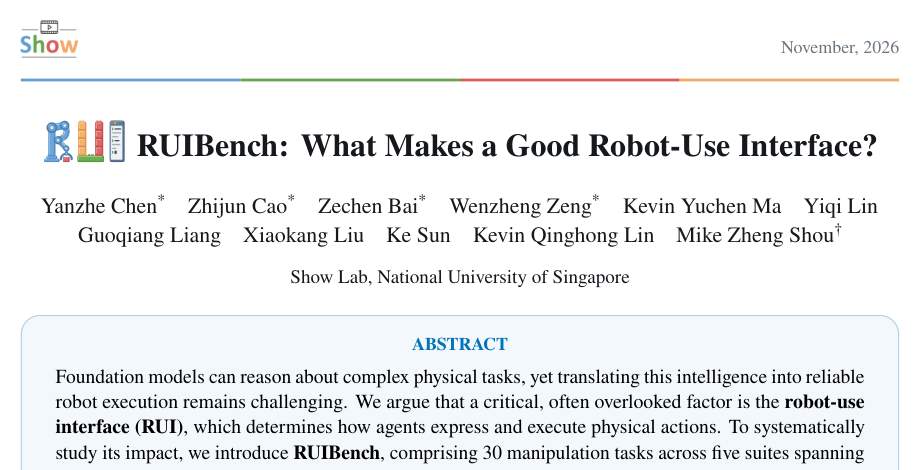 Show
November, 2026
RUI RUIBench: What Makes a Good Robot-Use Interface?
Yanzhe Chen* Zhijun Cao* Zechen Bai* Wenzheng Zeng* Kevin Yuchen Ma Yiqi Lin
Guoqiang Liang Xiaokang Liu Ke Sun Kevin Qinghong Lin Mike Zheng Shou†
Show Lab, National University of Singapore
ABSTRACT
Foundation models can reason about complex physical tasks, yet translating this intelligence into reliable
robot execution remains challenging. We argue that a critical, often overlooked factor is the robot-use
interface (RUI), which determines how agents express and execute physical actions. To systematically
study its impact, we introduce RUIBench, comprising 30 manipulation tasks across five suites spanning